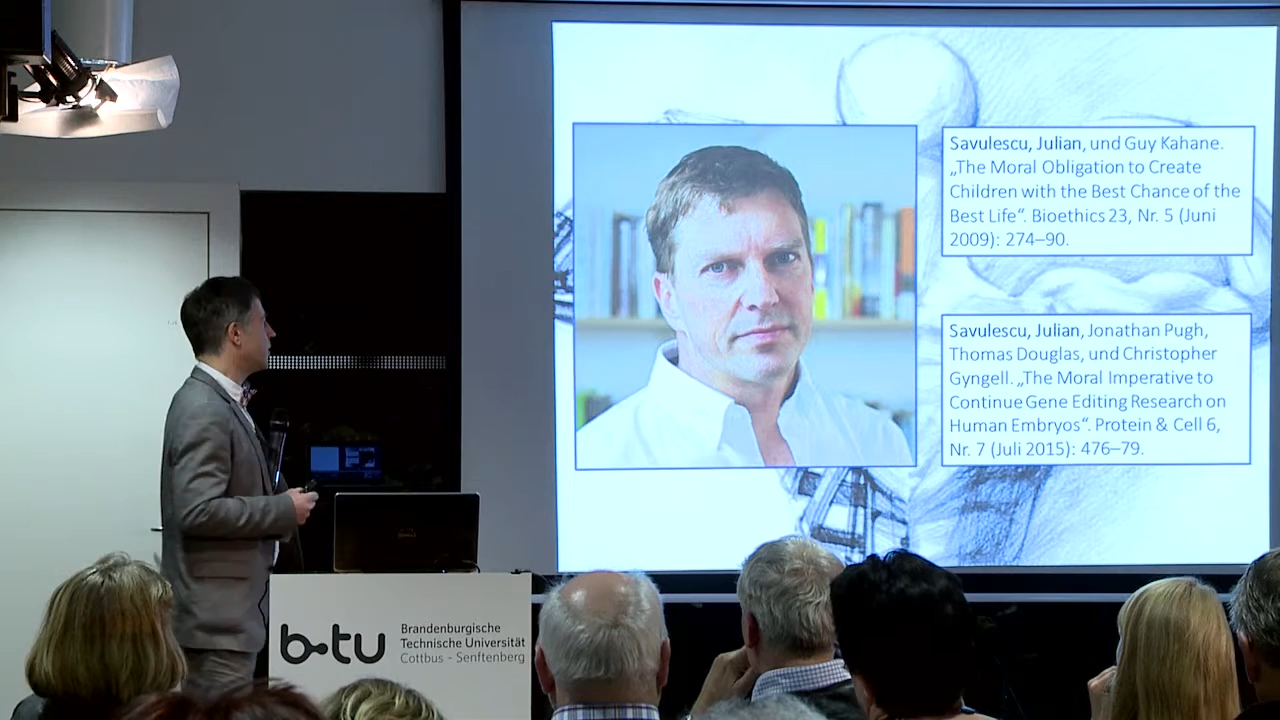 Savulescu, Julian, und Guy Kahane.
„The Moral Obligation to Create
Children with the Best Chance of the
Best Life“. Bioethics 23, Nr. 5 (Juni
2009): 274–90.
Savulescu, Julian, Jonathan Pugh,
Thomas Douglas, und Christopher
Gyngell. „The Moral Imperative to
Continue Gene Editing Research on
Human Embryos“. Protein & Cell 6,
Nr. 7 (Juli 2015): 476–79.
b-tu
Brandenburgische
Technische Universität
Cottbus - Senftenberg